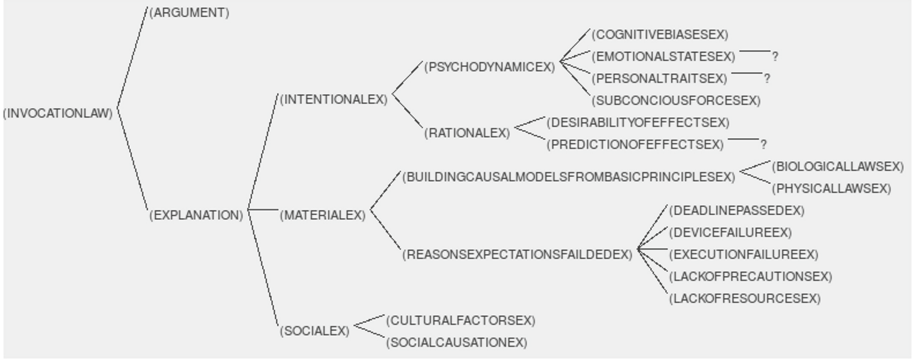 (ARGUMENT)
(COGNITIVEBIASESEX)
(EMOTIONALSTATESEX) ?
(PSYCHODYNAMICEX)
(PERSONALTRAITSEX) ?
(INTENTIONALEX)
(SUBCONCIOUSFORCESEX)
(INVOCATIONLAW)
(DESIRABILITYOFEFFECTSEX)
(RATIONALEX)
(PREDICTIONOFEFFECTSEX) ?
(BIOLOGICALLAWSEX)
(BUILDINGCAUSALMODELSFROMBASICPRINCIPLESEX)
(PHYSICALLAWSEX)
(EXPLANATION)
(MATERIALEX)
(DEADLINEPASSEDEX)
(DEVICEFAILUREEX)
(REASONSEXPECTATIONSFAILDEDEX)
(EXECUTIONFAILUREEX)
(LACKOFPRECAUTIONSEX)
(LACKOFRESOURCESEX)
(CULTURALFACTORSEX)
(SOCIALEX)
(SOCIALCAUSATIONEX)